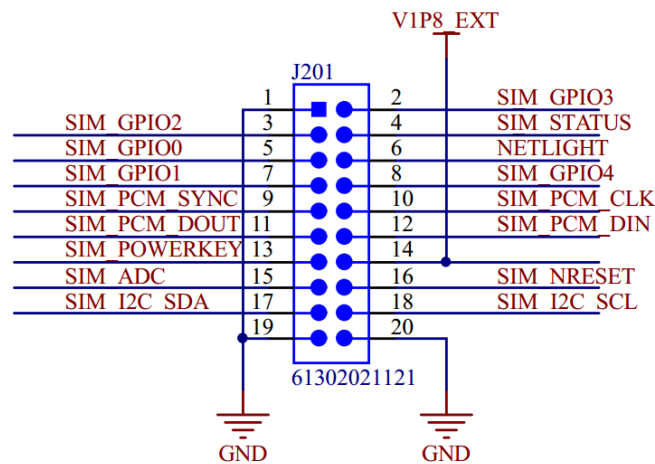 V1P8_EXT
J201
1 2 SIM_GPIO3
SIM_GPIO2 3 4 SIM_STATUS
SIM_GPIO0 5 6 NETLIGHT
SIM_GPIO1 7 8 SIM_GPIO4
SIM_PCM_SYNC 9 10 SIM_PCM_CLK
SIM_PCM_DOUT 11 12 SIM_PCM_DIN
SIM_POWERKEY 13 14
SIM_ADC 15 16 SIM_NRESET
SIM_I2C_SDA 17 18 SIM_I2C_SCL
19 20
61302021121
GND GND